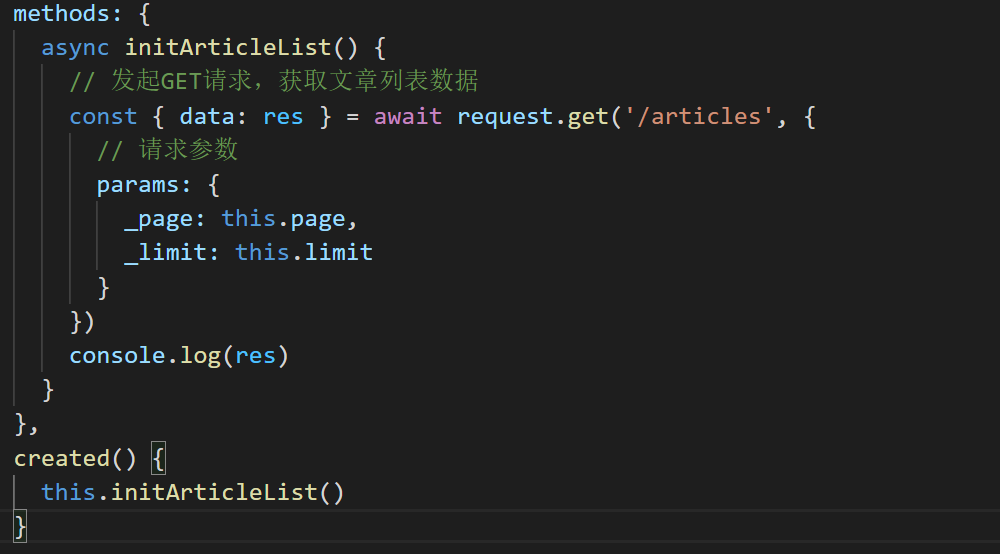 methods: {
  async initArticleList() {
    // 发起GET请求，获取文章列表数据
    const { data: res } = await request.get('/articles', {
      // 请求参数
      params: {
        _page: this.page,
        _limit: this.limit
      }
    })
    console.log(res)
  }
},
created() {
  this.initArticleList()
}